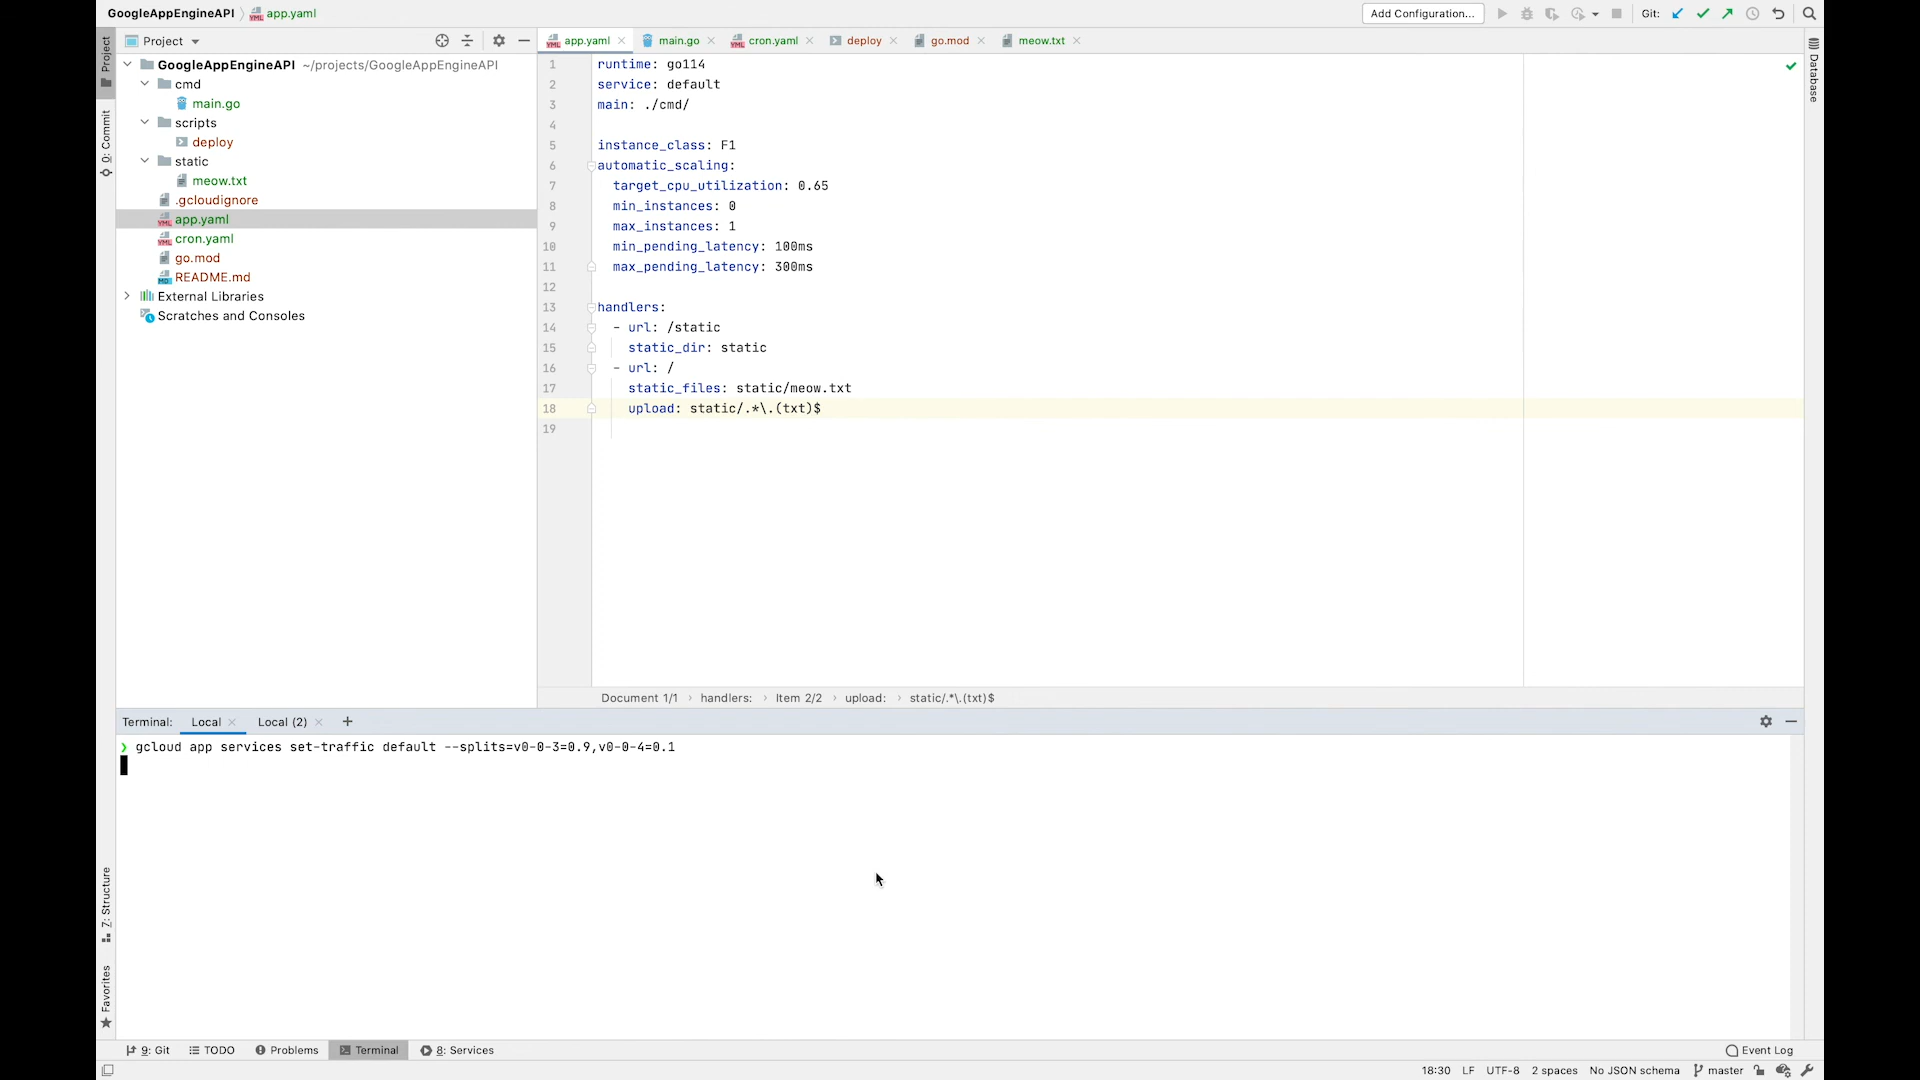 GoogleAppEngineAPI app.yaml
Add Configuration...
Git:
Project
app.yaml
main.go
cron.yaml
deploy
go.mod
meow.txt
Project
0: Commit
7: Structure
Favorites
Database
GoogleAppEngineAPI ~/projects/GoogleAppEngineAPI
cmd
main.go
scripts
deploy
static
meow.txt
.gcloudignore
app.yaml
cron.yaml
go.mod
README.md
External Libraries
Scratches and Consoles
1 runtime: go114
2 service: default
3 main: ./cmd/
4
5 instance_class: F1
6 automatic_scaling:
7 target_cpu_utilization: 0.65
8 min_instances: 0
9 max_instances: 1
10 min_pending_latency: 100ms
11 max_pending_latency: 300ms
12
13 handlers:
14 - url: /static
15 static_dir: static
16 - url: /
17 static_files: static/meow.txt
18 upload: static/.*\.(txt)$
19
Document 1/1 › handlers: › Item 2/2 › upload: › static/.*\.(txt)$
Terminal: Local Local (2) +
❯ gcloud app services set-traffic default --splits=v0-0-3=0.9,v0-0-4=0.1
9: Git TODO Problems Terminal 8: Services
Event Log
18:30 LF UTF-8 2 spaces No JSON schema master